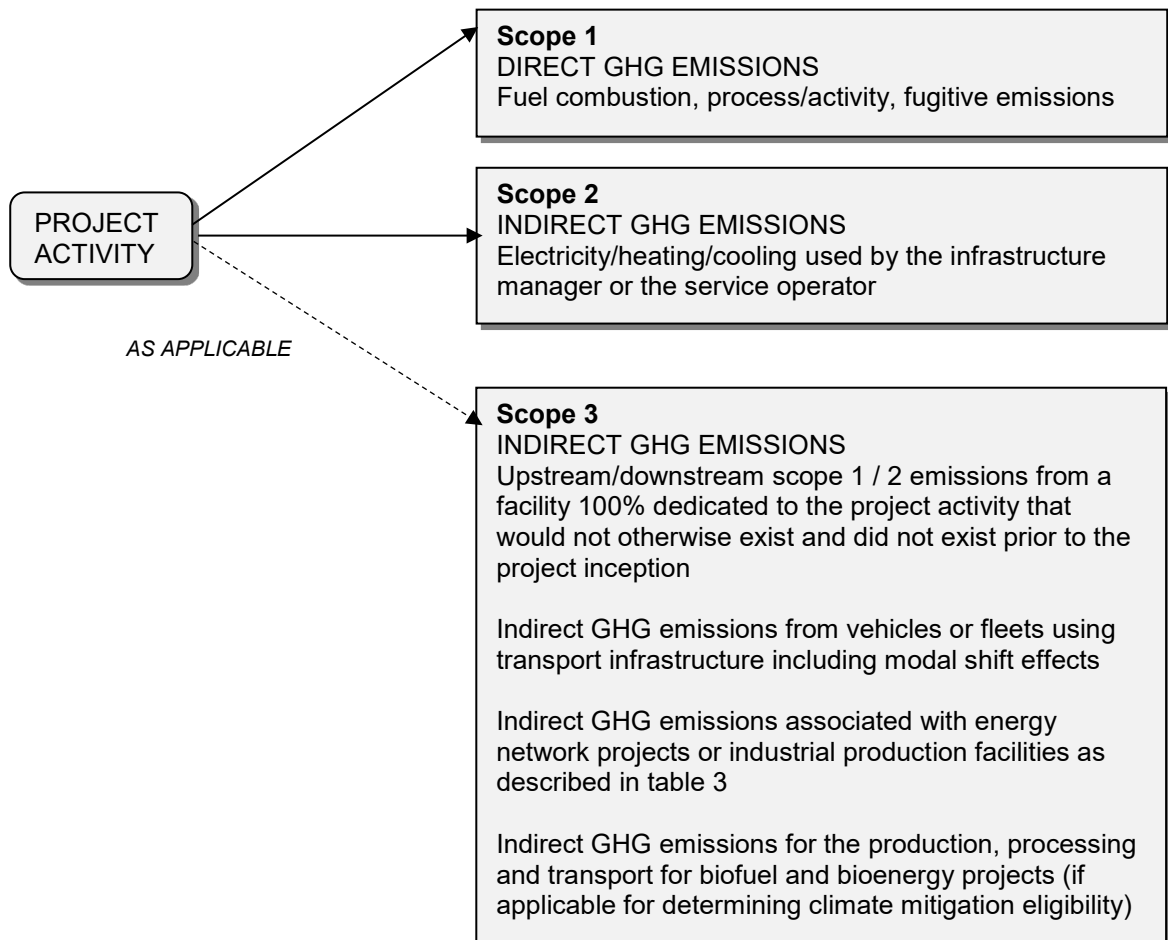 Scope 1
DIRECT GHG EMISSIONS
Fuel combustion, process/activity, fugitive emissions
Scope 2
INDIRECT GHG EMISSIONS
Electricity/heating/cooling used by the infrastructure
manager or the service operator
PROJECT
ACTIVITY
AS APPLICABLE
Scope 3
INDIRECT GHG EMISSIONS
Upstream/downstream scope 1 / 2 emissions from a
facility 100% dedicated to the project activity that
would not otherwise exist and did not exist prior to the
project inception
Indirect GHG emissions from vehicles or fleets using
transport infrastructure including modal shift effects
Indirect GHG emissions associated with energy
network projects or industrial production facilities as
described in table 3
Indirect GHG emissions for the production, processing
and transport for biofuel and bioenergy projects (if
applicable for determining climate mitigation eligibility)